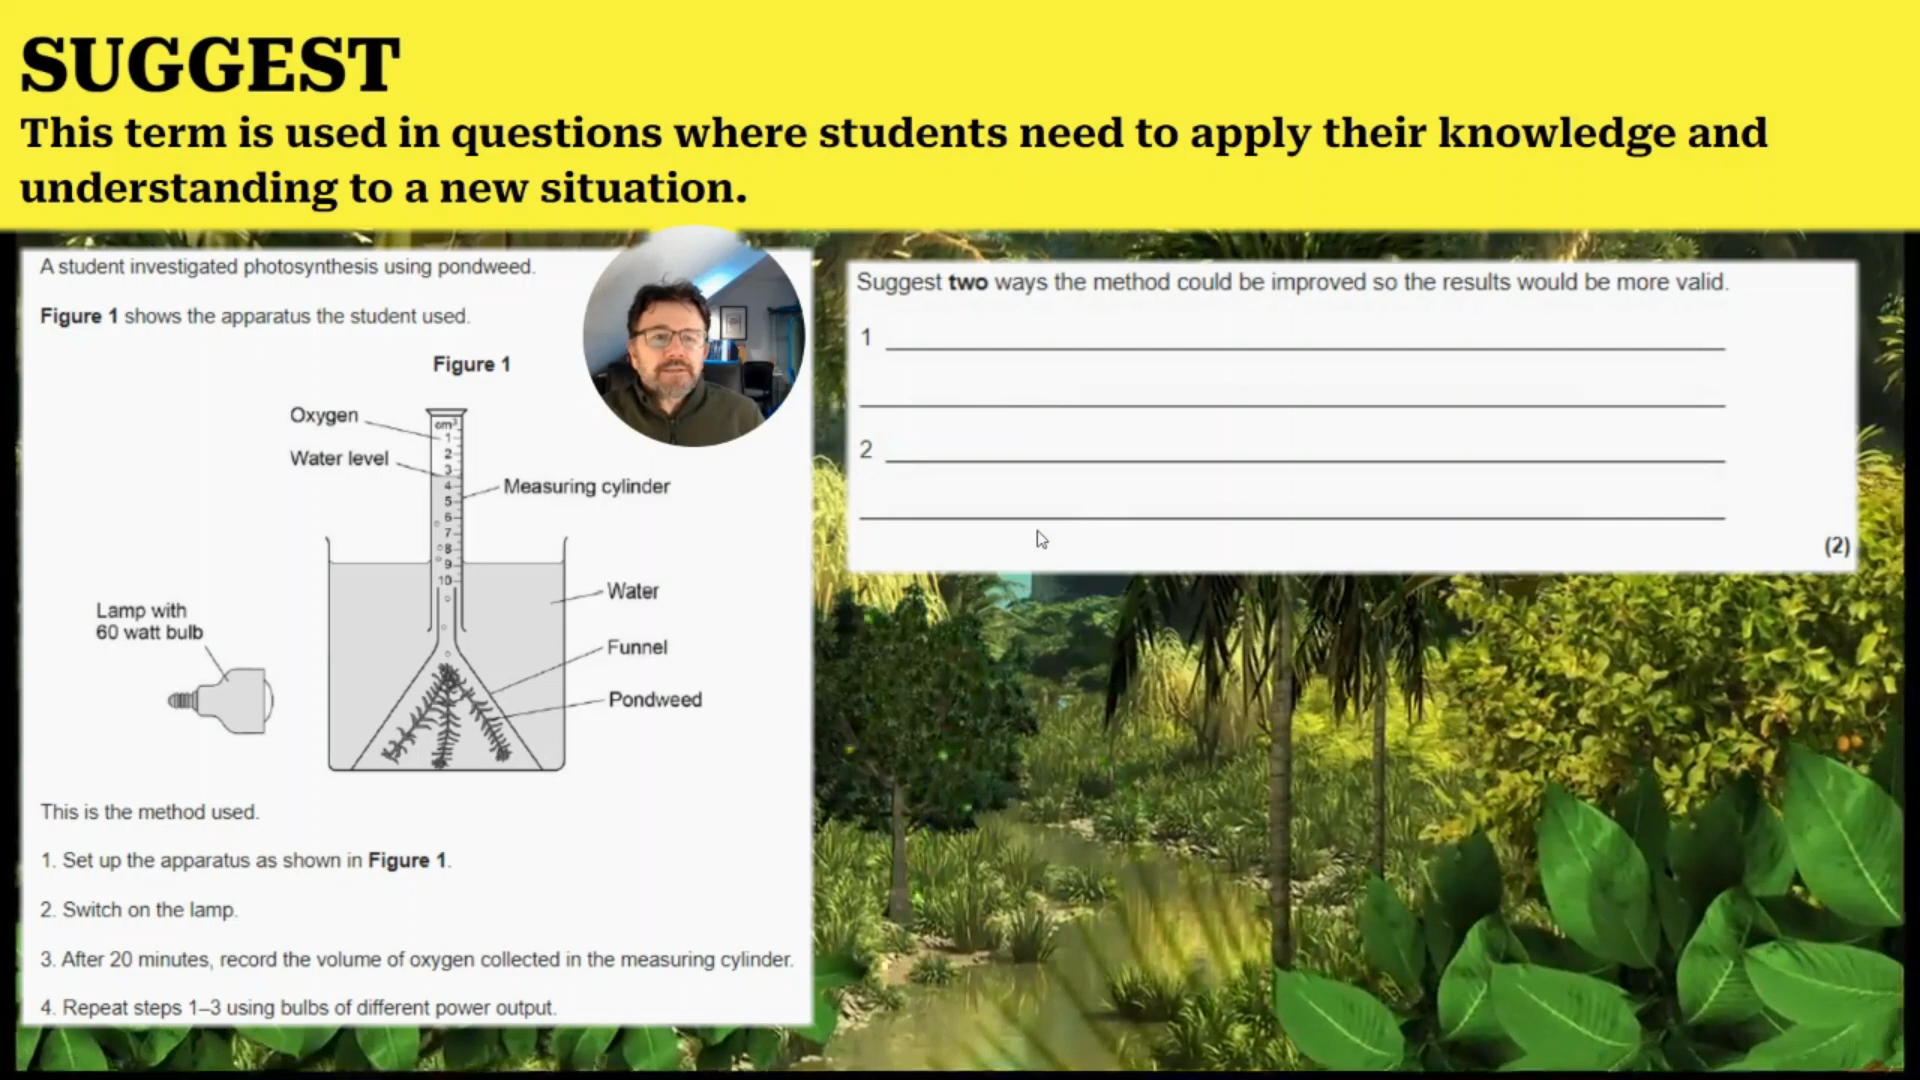 SUGGEST
This term is used in questions where students need to apply their knowledge and
understanding to a new situation.
A student investigated photosynthesis using pondweed.
Figure 1 shows the apparatus the student used.
Figure 1
Oxygen
Water level
Measuring cylinder
cm³
1
2
3
4
5
6
7
8
9
10
Water
Lamp with
60 watt bulb
Funnel
Pondweed
This is the method used.
1. Set up the apparatus as shown in Figure 1.
2. Switch on the lamp.
3. After 20 minutes, record the volume of oxygen collected in the measuring cylinder.
4. Repeat steps 1–3 using bulbs of different power output.
Suggest two ways the method could be improved so the results would be more valid.
1
2
(2)